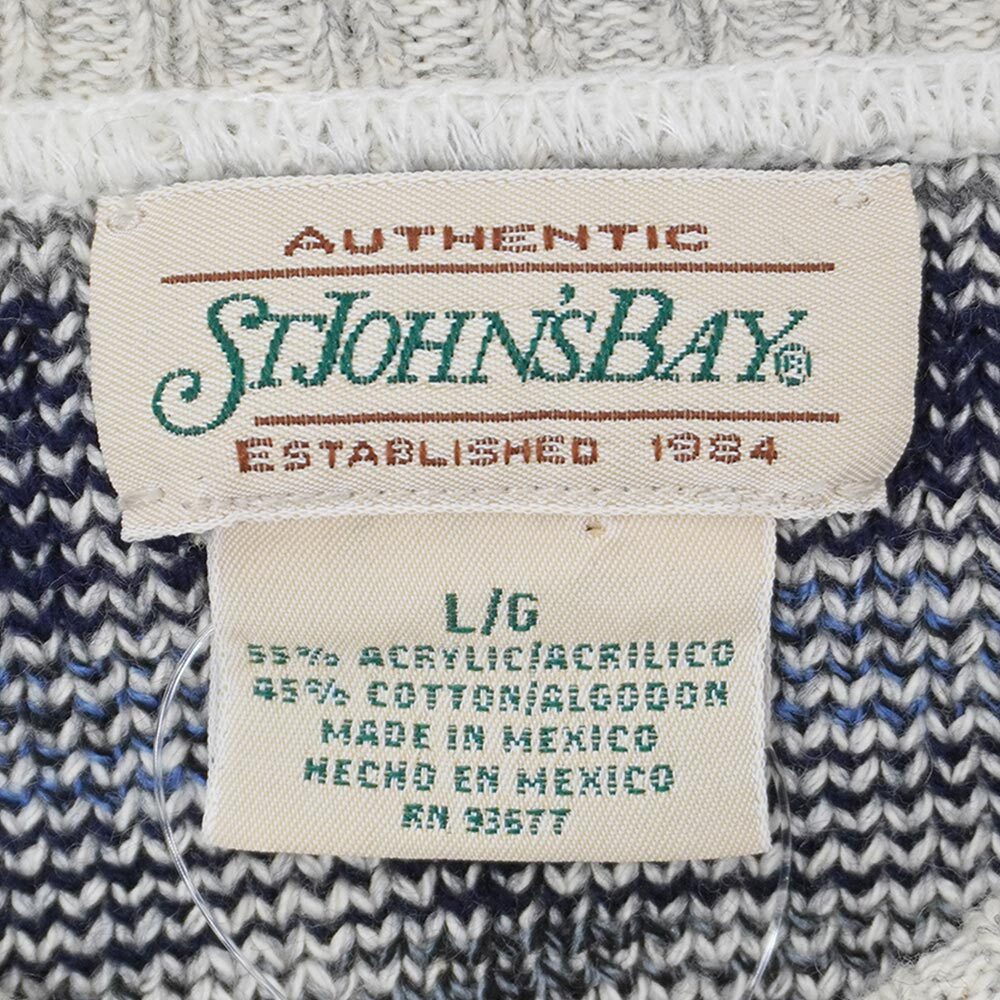 AUTHENTIC
ST JOHN'S BAY®
ESTABLISHED 1984
L/G
55% ACRYLIC/ACRILICO
45% COTTON/ALGODON
MADE IN MEXICO
HECHO EN MEXICO
RN 93677